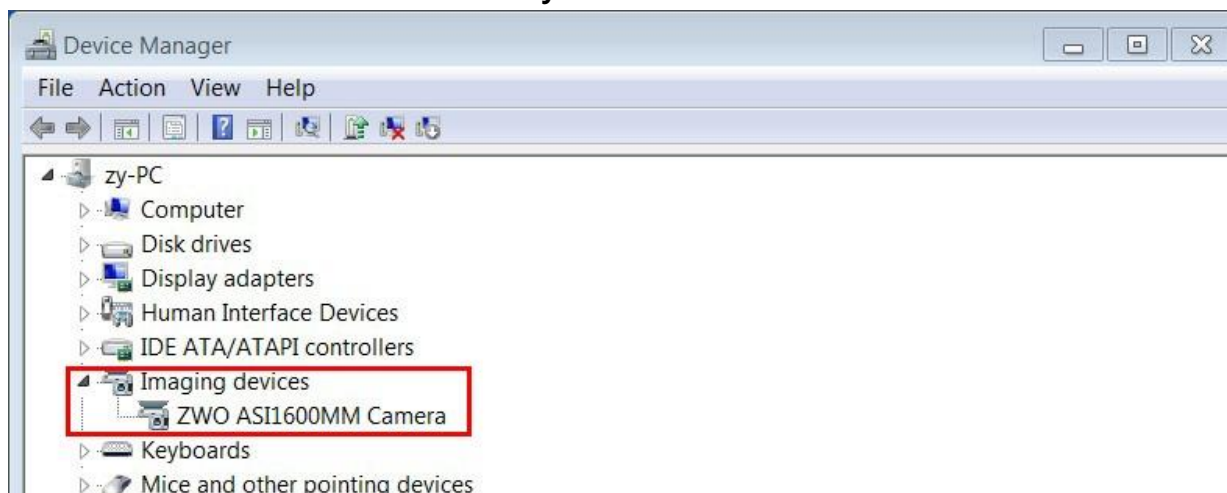 Device Manager
File Action View Help
zy-PC
Computer
Disk drives
Display adapters
Human Interface Devices
IDE ATA/ATAPI controllers
Imaging devices
ZWO ASI1600MM Camera
Keyboards
Mice and other pointing devices